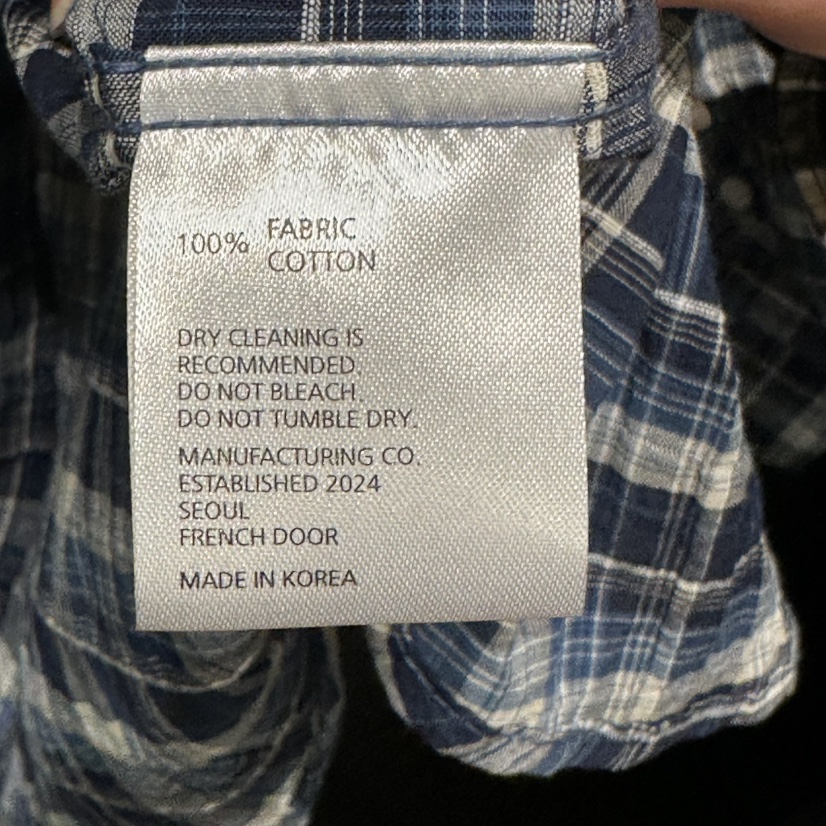 100% FABRIC
COTTON
DRY CLEANING IS
RECOMMENDED.
DO NOT BLEACH.
DO NOT TUMBLE DRY.
MANUFACTURING CO.
ESTABLISHED 2024
SEOUL
FRENCH DOOR
MADE IN KOREA